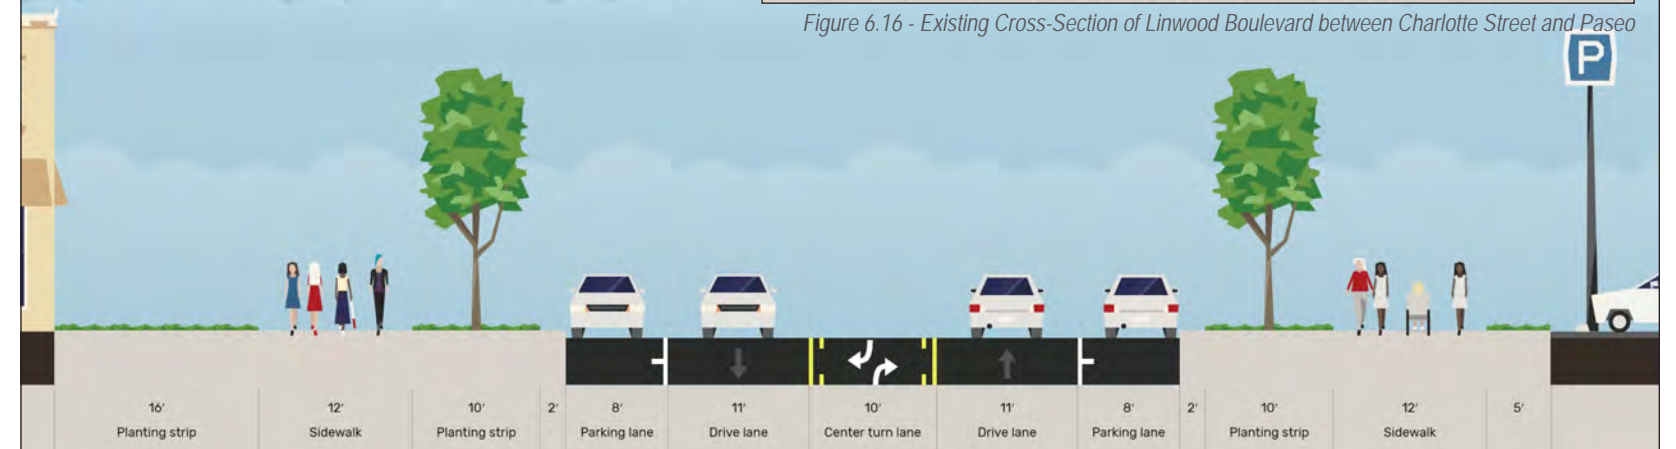 Figure 6.16 - Existing Cross-Section of Linwood Boulevard between Charlotte Street and Paseo
P
16' 12' 10' 2' 8' 11' 10' 11' 8' 2' 10' 12' 5'
Planting strip Sidewalk Planting strip Parking lane Drive lane Center turn lane Drive lane Parking lane Planting strip Sidewalk